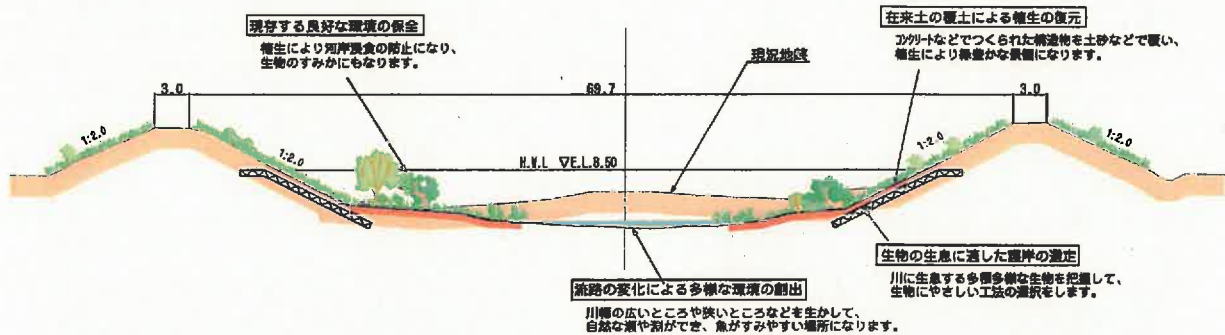 現存する良好な環境の保全
植生により河岸浸食の防止になり、
生物のすみかにもなります。
在来土の覆土による植生の復元
コンクリートなどでつくられた構造物を土砂などで覆い、
植生により緑豊かな景観になります。
現況地盤
3.0
69.7
3.0
1:2.0
1:2.0
H.W.L ▽E.L.8.50
1:2.0
1:2.0
生物の生息に適した護岸の選定
川に生息する多種多様な生物を把握して、
生物にやさしい工法の選択をします。
流路の変化による多様な環境の創出
川幅の広いところや狭いところなどを生かして、
自然な瀬や淵ができ、魚がすみやすい場所になります。